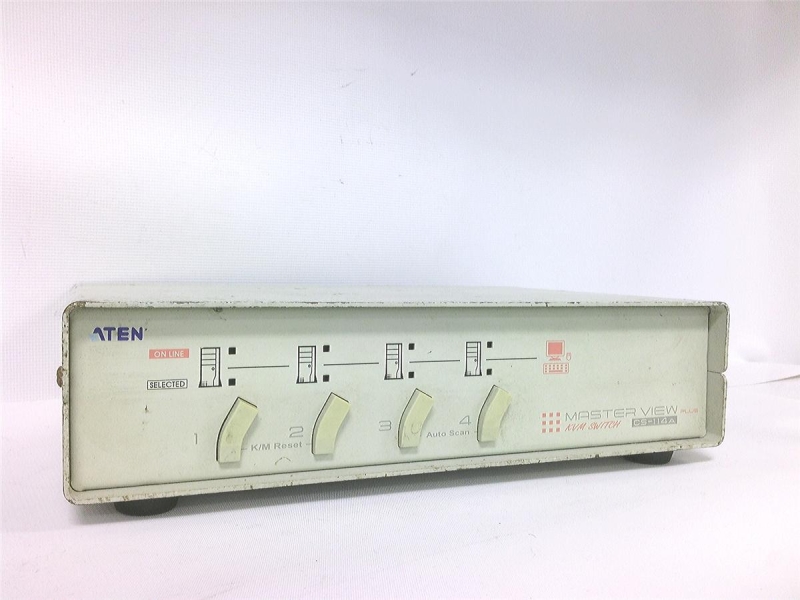 ATEN
ON LINE
SELECTED
1
2
3
4
K/M Reset
Auto Scan
MASTER VIEW PLUS
KVM SWITCH
CS-114A